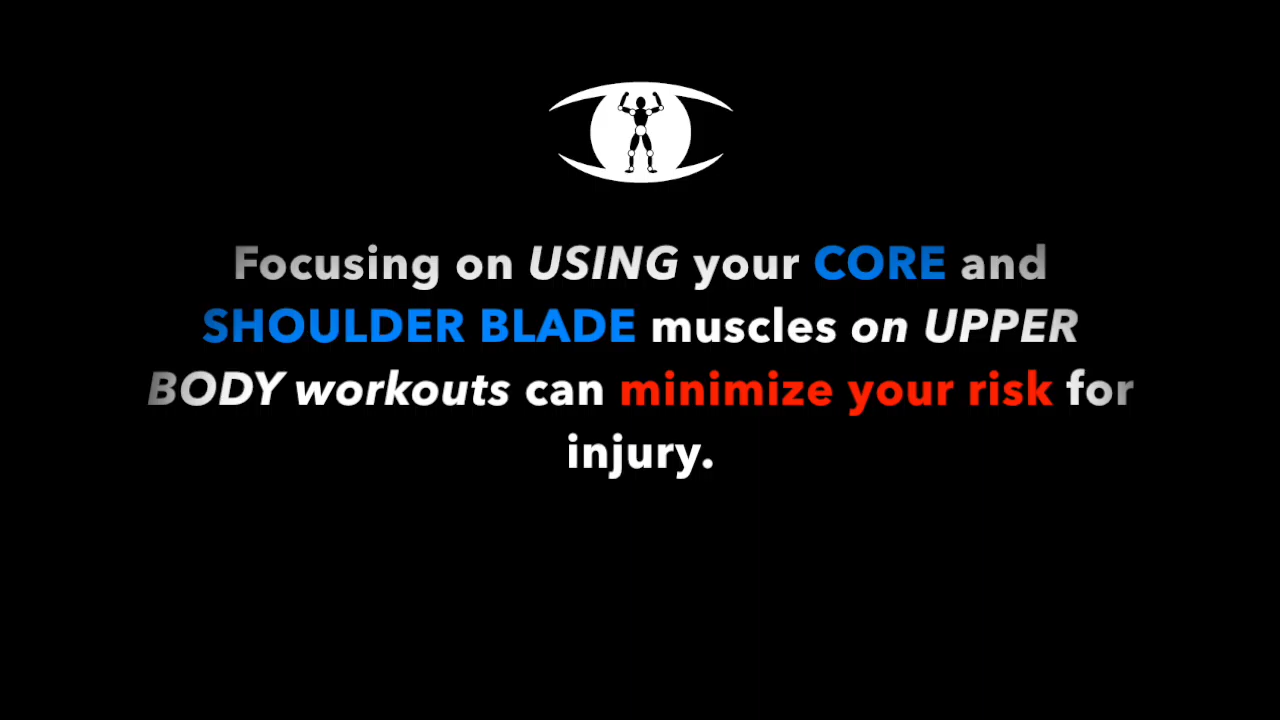 Focusing on USING your CORE and
SHOULDER BLADE muscles on UPPER
BODY workouts can minimize your risk for
injury.